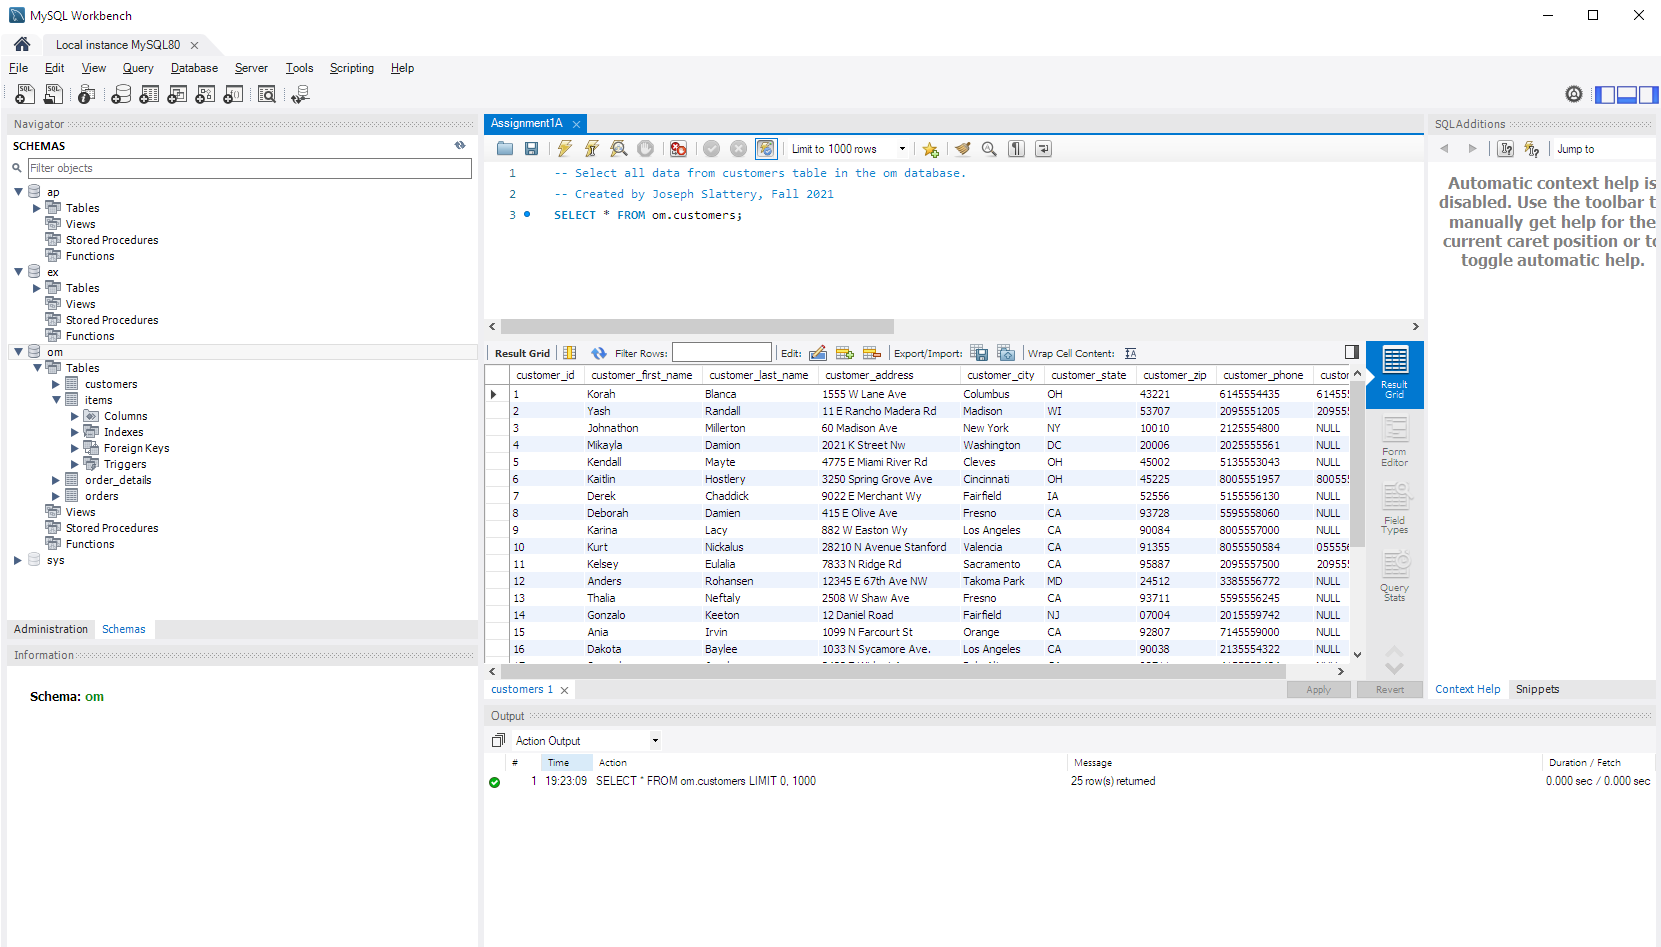 MySQL Workbench
Local instance MySQL80
File Edit View Query Database Server Tools Scripting Help
Navigator
SCHEMAS
Filter objects
ap
Tables
Views
Stored Procedures
Functions
ex
Tables
Views
Stored Procedures
Functions
om
Tables
customers
items
Columns
Indexes
Foreign Keys
Triggers
order_details
orders
Views
Stored Procedures
Functions
sys
Administration Schemas
Information
Schema: om
Assignment1A
Limit to 1000 rows
1 -- Select all data from customers table in the om database.
2 -- Created by Joseph Slattery, Fall 2021
3 SELECT * FROM om.customers;
Result Grid Filter Rows: Edit: Export/Import: Wrap Cell Content:
customer_id customer_first_name customer_last_name customer_address customer_city customer_state customer_zip customer_phone custor
1 Korah Blanca 1555 W Lane Ave Columbus OH 43221 6145554435 61455
2 Yash Randall 11 E Rancho Madera Rd Madison WI 53707 2095551205 20955
3 Johnathon Millerton 60 Madison Ave New York NY 10010 2125554800 NULL
4 Mikayla Damion 2021 K Street Nw Washington DC 20006 2025555561 NULL
5 Kendall Mayte 4775 E Miami River Rd Cleves OH 45002 5135553043 NULL
6 Kaitlin Hostlery 3250 Spring Grove Ave Cincinnati OH 45225 8005551957 80055
7 Derek Chaddick 9022 E Merchant Wy Fairfield IA 52556 5155556130 NULL
8 Deborah Damien 415 E Olive Ave Fresno CA 93728 5595558060 NULL
9 Karina Lacy 882 W Easton Wy Los Angeles CA 90084 8005557000 NULL
10 Kurt Nickalus 28210 N Avenue Stanford Valencia CA 91355 8055550584 05555
11 Kelsey Eulalia 7833 N Ridge Rd Sacramento CA 95887 2095557500 20955
12 Anders Rohansen 12345 E 67th Ave NW Takoma Park MD 24512 3385556772 NULL
13 Thalia Neftaly 2508 W Shaw Ave Fresno CA 93711 5595556245 NULL
14 Gonzalo Keeton 12 Daniel Road Fairfield NJ 07004 2015559742 NULL
15 Ania Irvin 1099 N Farcourt St Orange CA 92807 7145559000 NULL
16 Dakota Baylee 1033 N Sycamore Ave. Los Angeles CA 90038 2135554322 NULL
Result
Grid
Form
Editor
Field
Types
Query
Stats
customers 1
Apply Revert
SQLAdditions
Jump to
Automatic context help is
disabled. Use the toolbar t
manually get help for the
current caret position or to
toggle automatic help.
Context Help Snippets
Output
Action Output
# Time Action Message Duration / Fetch
1 19:23:09 SELECT * FROM om.customers LIMIT 0, 1000 25 row(s) returned 0.000 sec / 0.000 sec